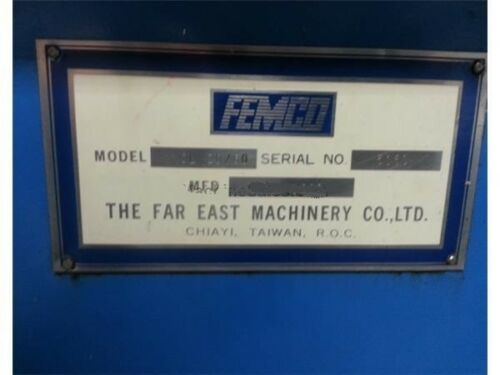 FEMCO
MODEL SERIAL NO.
MFD
THE FAR EAST MACHINERY CO.,LTD.
CHIAYI, TAIWAN, R.O.C.